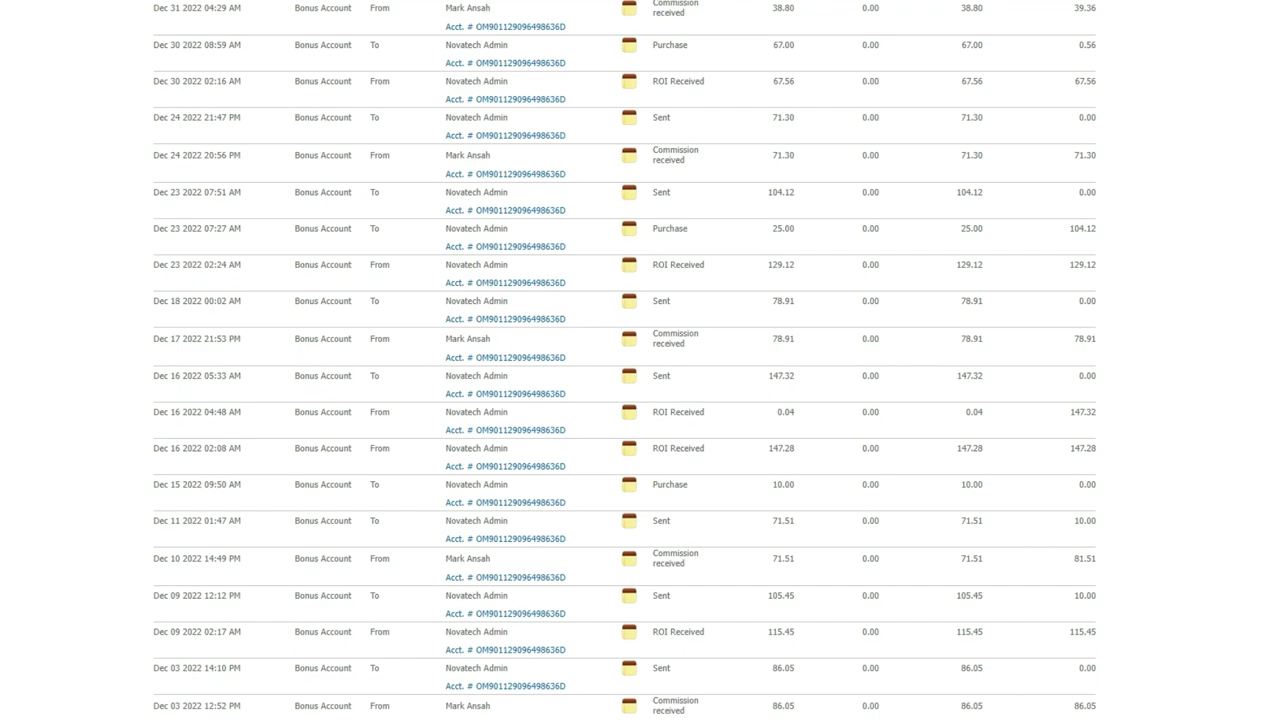 Dec 31 2022 04:29 AM Bonus Account From Mark Ansah Commission received 38.80 0.00 38.80 39.36
Acct. # OM901129096498636D
Dec 30 2022 08:59 AM Bonus Account To Novatech Admin Purchase 67.00 0.00 67.00 0.56
Acct. # OM901129096498636D
Dec 30 2022 02:16 AM Bonus Account From Novatech Admin ROI Received 67.56 0.00 67.56 67.56
Acct. # OM901129096498636D
Dec 24 2022 21:47 PM Bonus Account To Novatech Admin Sent 71.30 0.00 71.30 0.00
Acct. # OM901129096498636D
Dec 24 2022 20:56 PM Bonus Account From Mark Ansah Commission received 71.30 0.00 71.30 71.30
Acct. # OM901129096498636D
Dec 23 2022 07:51 AM Bonus Account To Novatech Admin Sent 104.12 0.00 104.12 0.00
Acct. # OM901129096498636D
Dec 23 2022 07:27 AM Bonus Account To Novatech Admin Purchase 25.00 0.00 25.00 104.12
Acct. # OM901129096498636D
Dec 23 2022 02:24 AM Bonus Account From Novatech Admin ROI Received 129.12 0.00 129.12 129.12
Acct. # OM901129096498636D
Dec 18 2022 00:02 AM Bonus Account To Novatech Admin Sent 78.91 0.00 78.91 0.00
Acct. # OM901129096498636D
Dec 17 2022 21:53 PM Bonus Account From Mark Ansah Commission received 78.91 0.00 78.91 78.91
Acct. # OM901129096498636D
Dec 16 2022 05:33 AM Bonus Account To Novatech Admin Sent 147.32 0.00 147.32 0.00
Acct. # OM901129096498636D
Dec 16 2022 04:48 AM Bonus Account From Novatech Admin ROI Received 0.04 0.00 0.04 147.32
Acct. # OM901129096498636D
Dec 16 2022 02:08 AM Bonus Account From Novatech Admin ROI Received 147.28 0.00 147.28 147.28
Acct. # OM901129096498636D
Dec 15 2022 09:50 AM Bonus Account To Novatech Admin Purchase 10.00 0.00 10.00 0.00
Acct. # OM901129096498636D
Dec 11 2022 01:47 AM Bonus Account To Novatech Admin Sent 71.51 0.00 71.51 10.00
Acct. # OM901129096498636D
Dec 10 2022 14:49 PM Bonus Account From Mark Ansah Commission received 71.51 0.00 71.51 81.51
Acct. # OM901129096498636D
Dec 09 2022 12:12 PM Bonus Account To Novatech Admin Sent 105.45 0.00 105.45 10.00
Acct. # OM901129096498636D
Dec 09 2022 02:17 AM Bonus Account From Novatech Admin ROI Received 115.45 0.00 115.45 115.45
Acct. # OM901129096498636D
Dec 03 2022 14:10 PM Bonus Account To Novatech Admin Sent 86.05 0.00 86.05 0.00
Acct. # OM901129096498636D
Dec 03 2022 12:52 PM Bonus Account From Mark Ansah Commission received 86.05 0.00 86.05 86.05